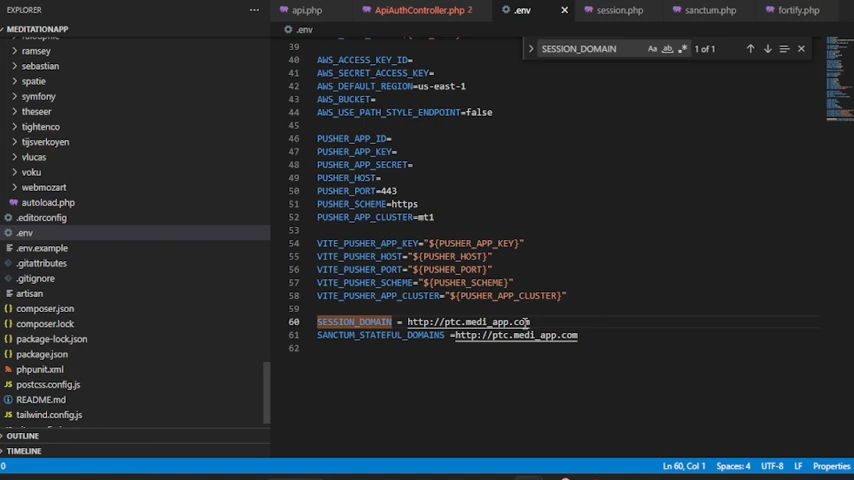 EXPLORER
...
MEDITATIONAPP
ramsey
sebastian
spatie
symfony
theseer
tightenco
tijsverkoyen
vlucas
voku
webmozart
autoload.php
.editorconfig
.env
.env.example
.gitattributes
.gitignore
artisan
composer.json
composer.lock
package-lock.json
package.json
phpunit.xml
postcss.config.js
README.md
tailwind.config.js
OUTLINE
TIMELINE
api.php
ApiAuthController.php 2
.env
session.php
sanctum.php
fortify.php
.env
SESSION_DOMAIN Aa ab 1 of 1
39
40 AWS_ACCESS_KEY_ID=
41 AWS_SECRET_ACCESS_KEY=
42 AWS_DEFAULT_REGION=us-east-1
43 AWS_BUCKET=
44 AWS_USE_PATH_STYLE_ENDPOINT=false
45
46 PUSHER_APP_ID=
47 PUSHER_APP_KEY=
48 PUSHER_APP_SECRET=
49 PUSHER_HOST=
50 PUSHER_PORT=443
51 PUSHER_SCHEME=https
52 PUSHER_APP_CLUSTER=mt1
53
54 VITE_PUSHER_APP_KEY="${PUSHER_APP_KEY}"
55 VITE_PUSHER_HOST="${PUSHER_HOST}"
56 VITE_PUSHER_PORT="${PUSHER_PORT}"
57 VITE_PUSHER_SCHEME="${PUSHER_SCHEME}"
58 VITE_PUSHER_APP_CLUSTER="${PUSHER_APP_CLUSTER}"
59
60 SESSION_DOMAIN = http://ptc.medi_app.com
61 SANCTUM_STATEFUL_DOMAINS =http://ptc.medi_app.com
62
0 Ln 60, Col 1 Spaces: 4 UTF-8 LF Properties